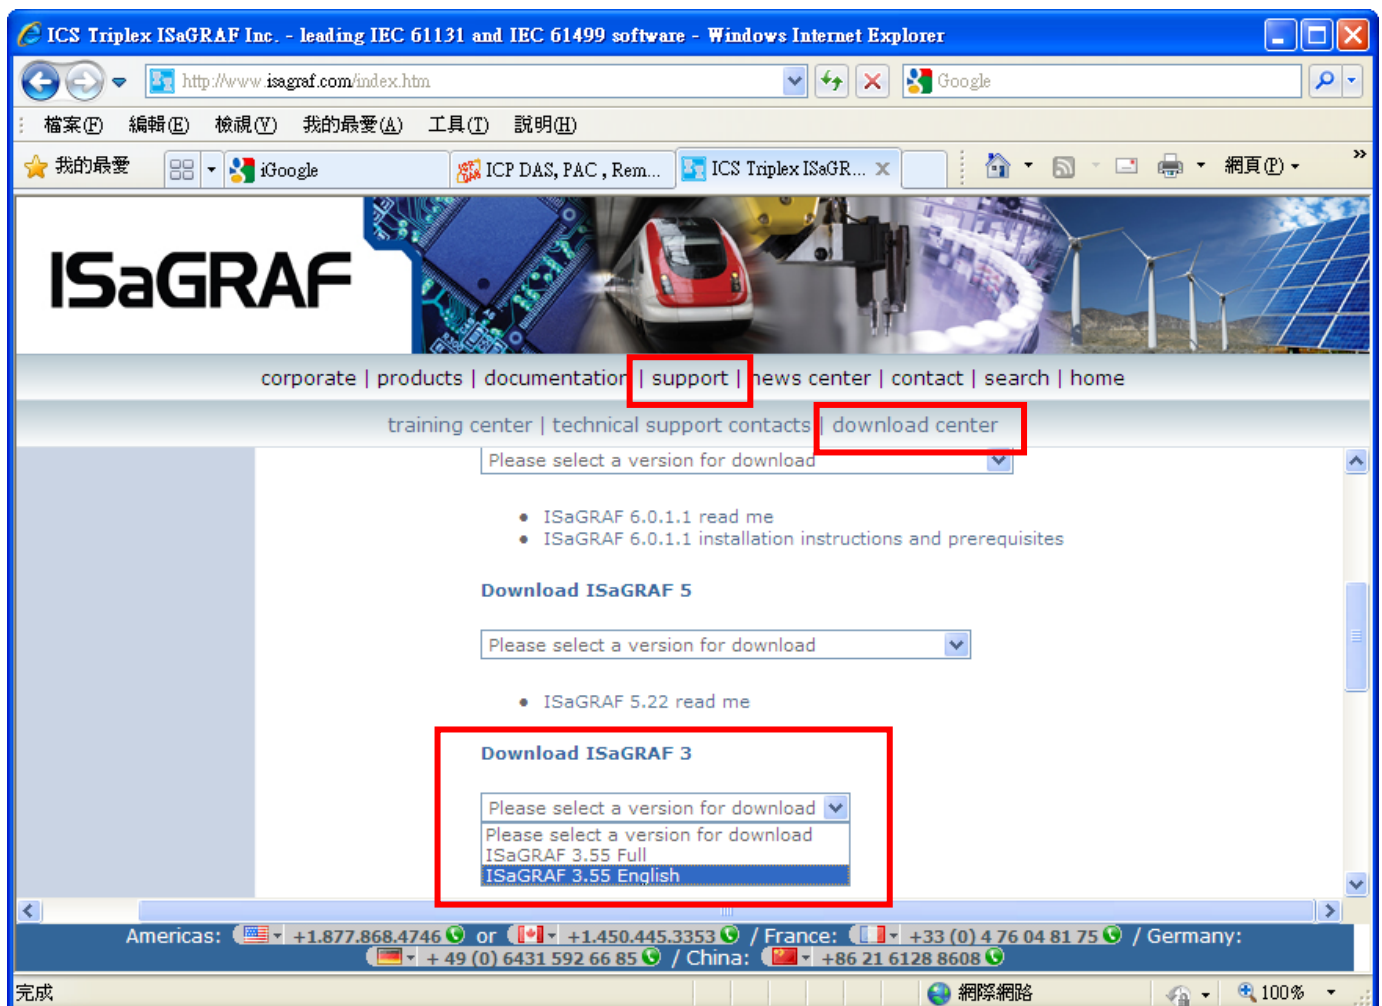 ICS Triplex ISaGRAF Inc. - leading IEC 61131 and IEC 61499 software - Windows Internet Explorer
http://www.isagraf.com/index.htm
Google
檔案(F) 編輯(E) 檢視(V) 我的最愛(A) 工具(T) 說明(H)
我的最愛 iGoogle ICP DAS, PAC , Rem... ICS Triplex ISaGR... 網頁(P)
ISaGRAF
corporate | products | documentation | support | news center | contact | search | home
training center | technical support contacts | download center
Please select a version for download
• ISaGRAF 6.0.1.1 read me
• ISaGRAF 6.0.1.1 installation instructions and prerequisites
Download ISaGRAF 5
Please select a version for download
• ISaGRAF 5.22 read me
Download ISaGRAF 3
Please select a version for download
Please select a version for download
ISaGRAF 3.55 Full
ISaGRAF 3.55 English
Americas: +1.877.868.4746 or +1.450.445.3353 / France: +33 (0) 4 76 04 81 75 / Germany:
+ 49 (0) 6431 592 66 85 / China: +86 21 6128 8608
完成 網際網路 100%